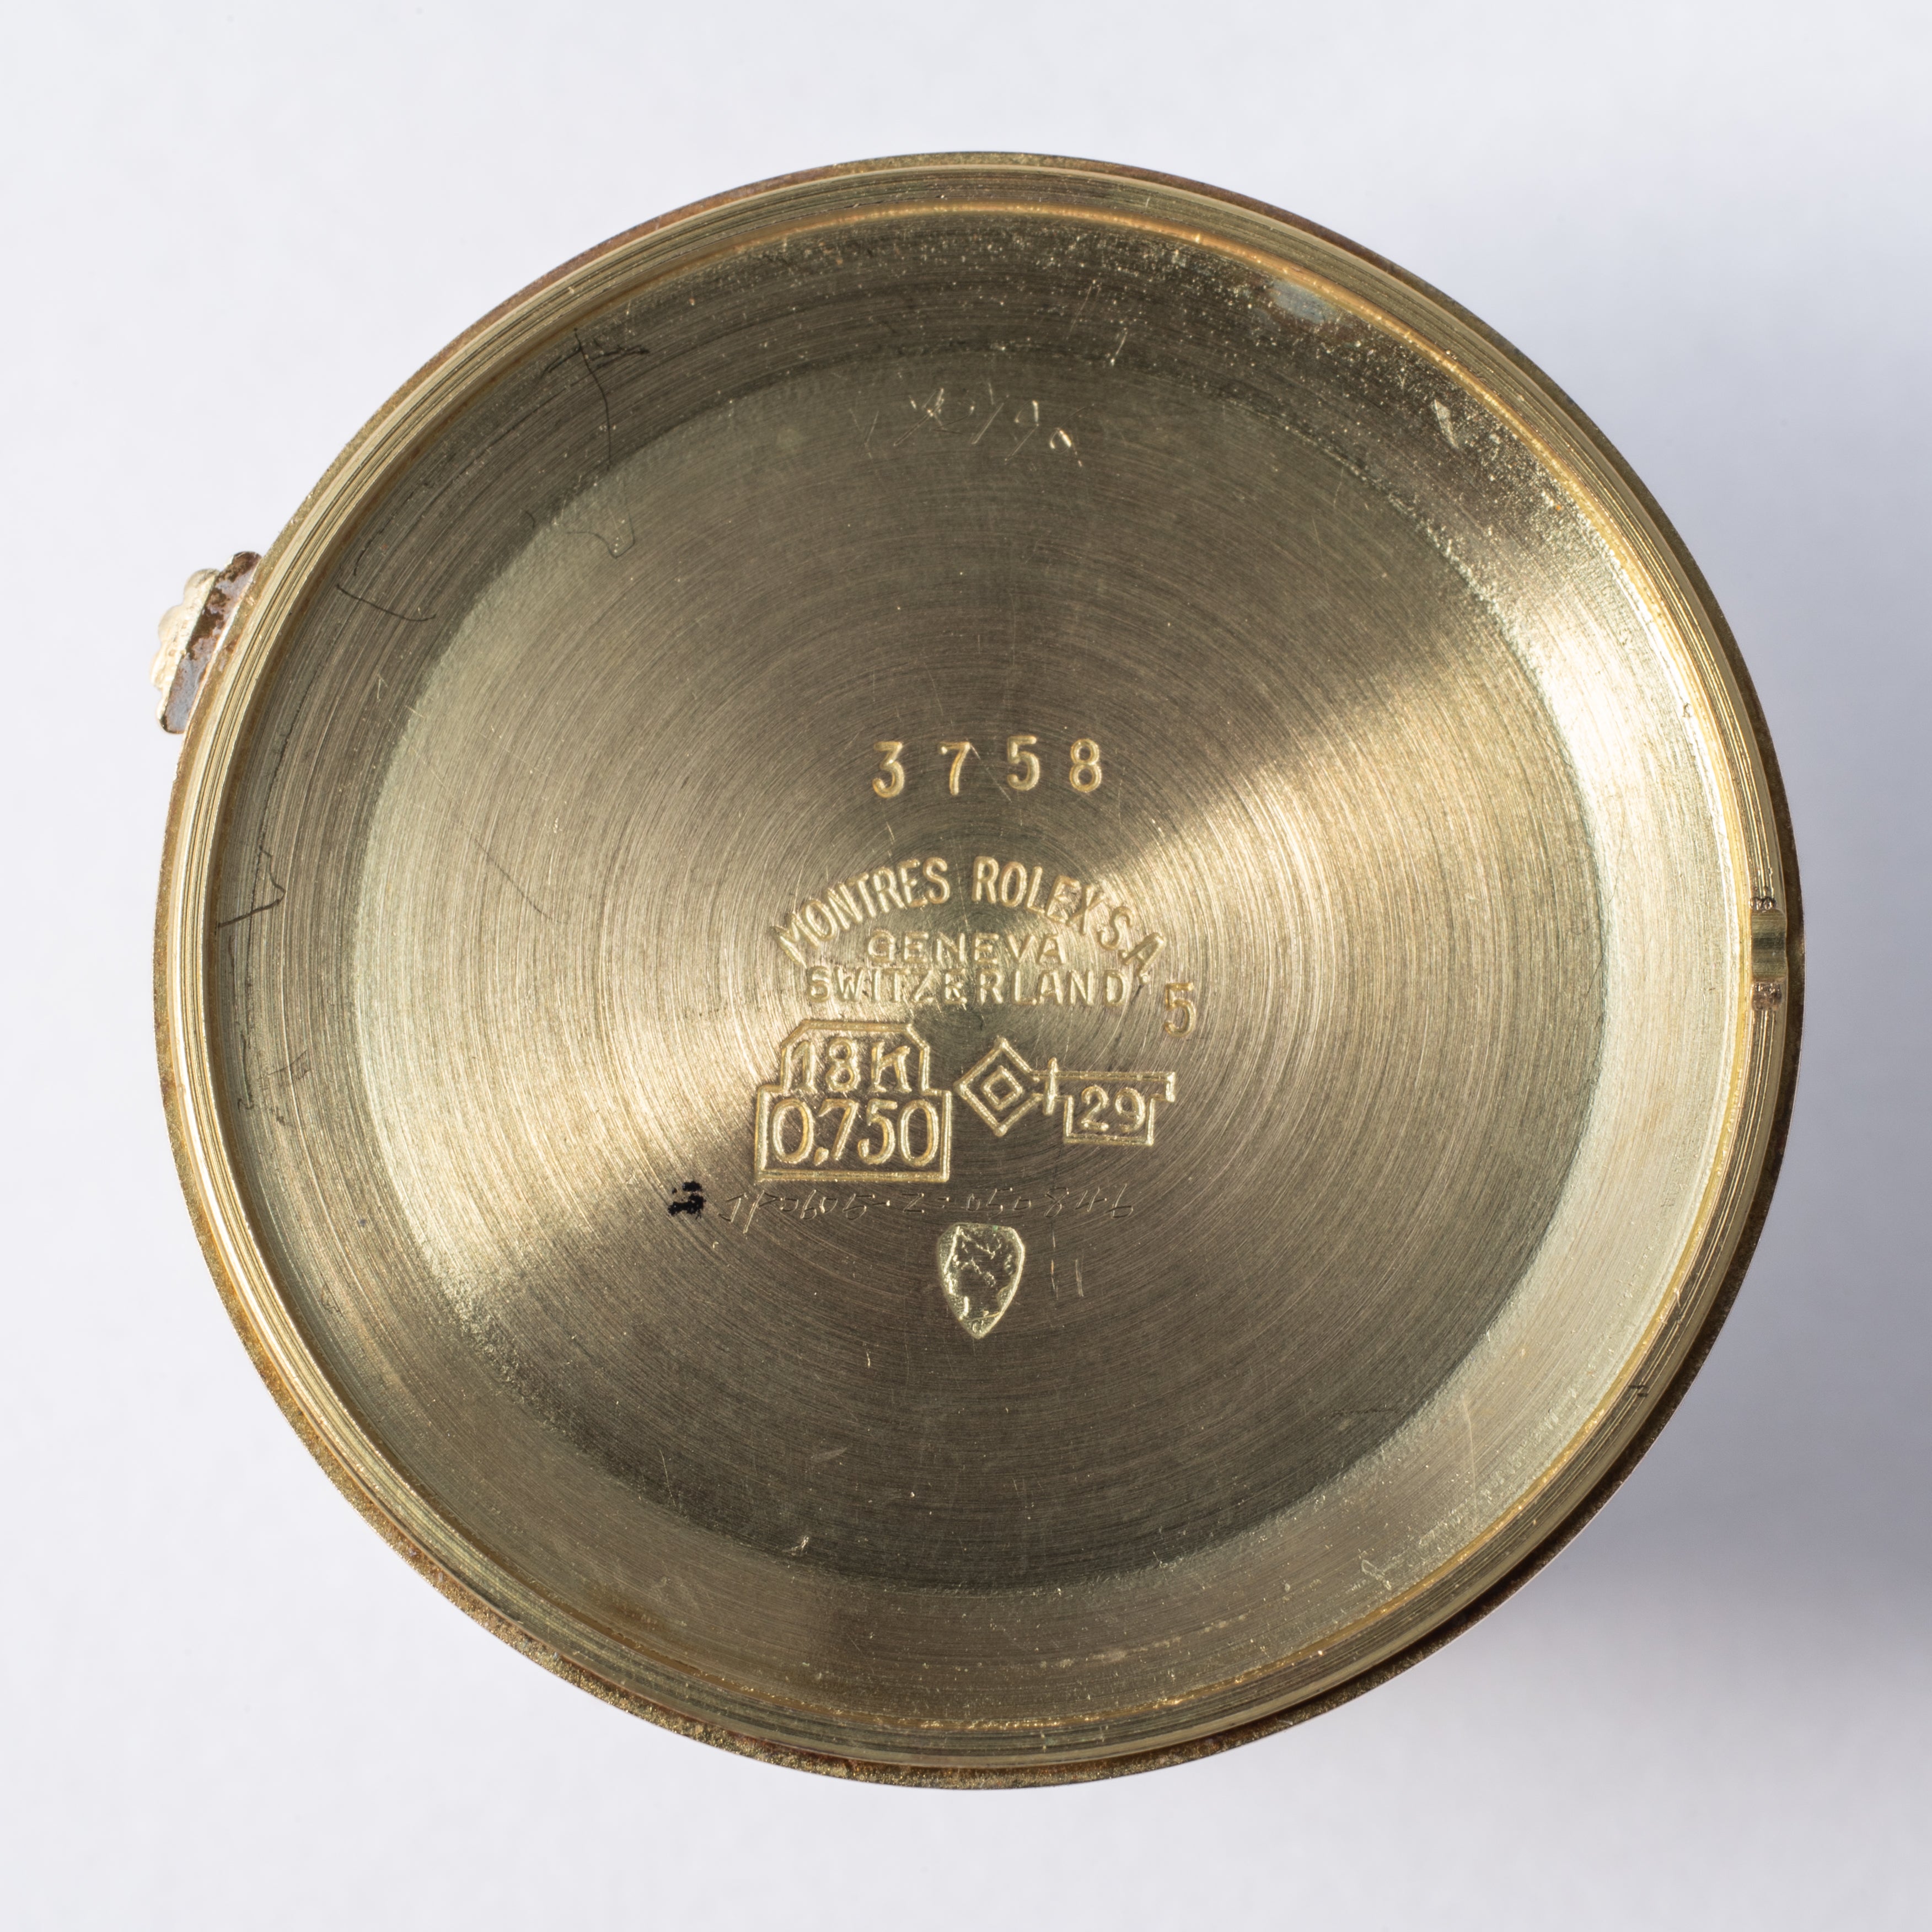 3758
MONTRES ROLEX S.A.
GENEVA
SWITZERLAND
5
18K
0,750
29